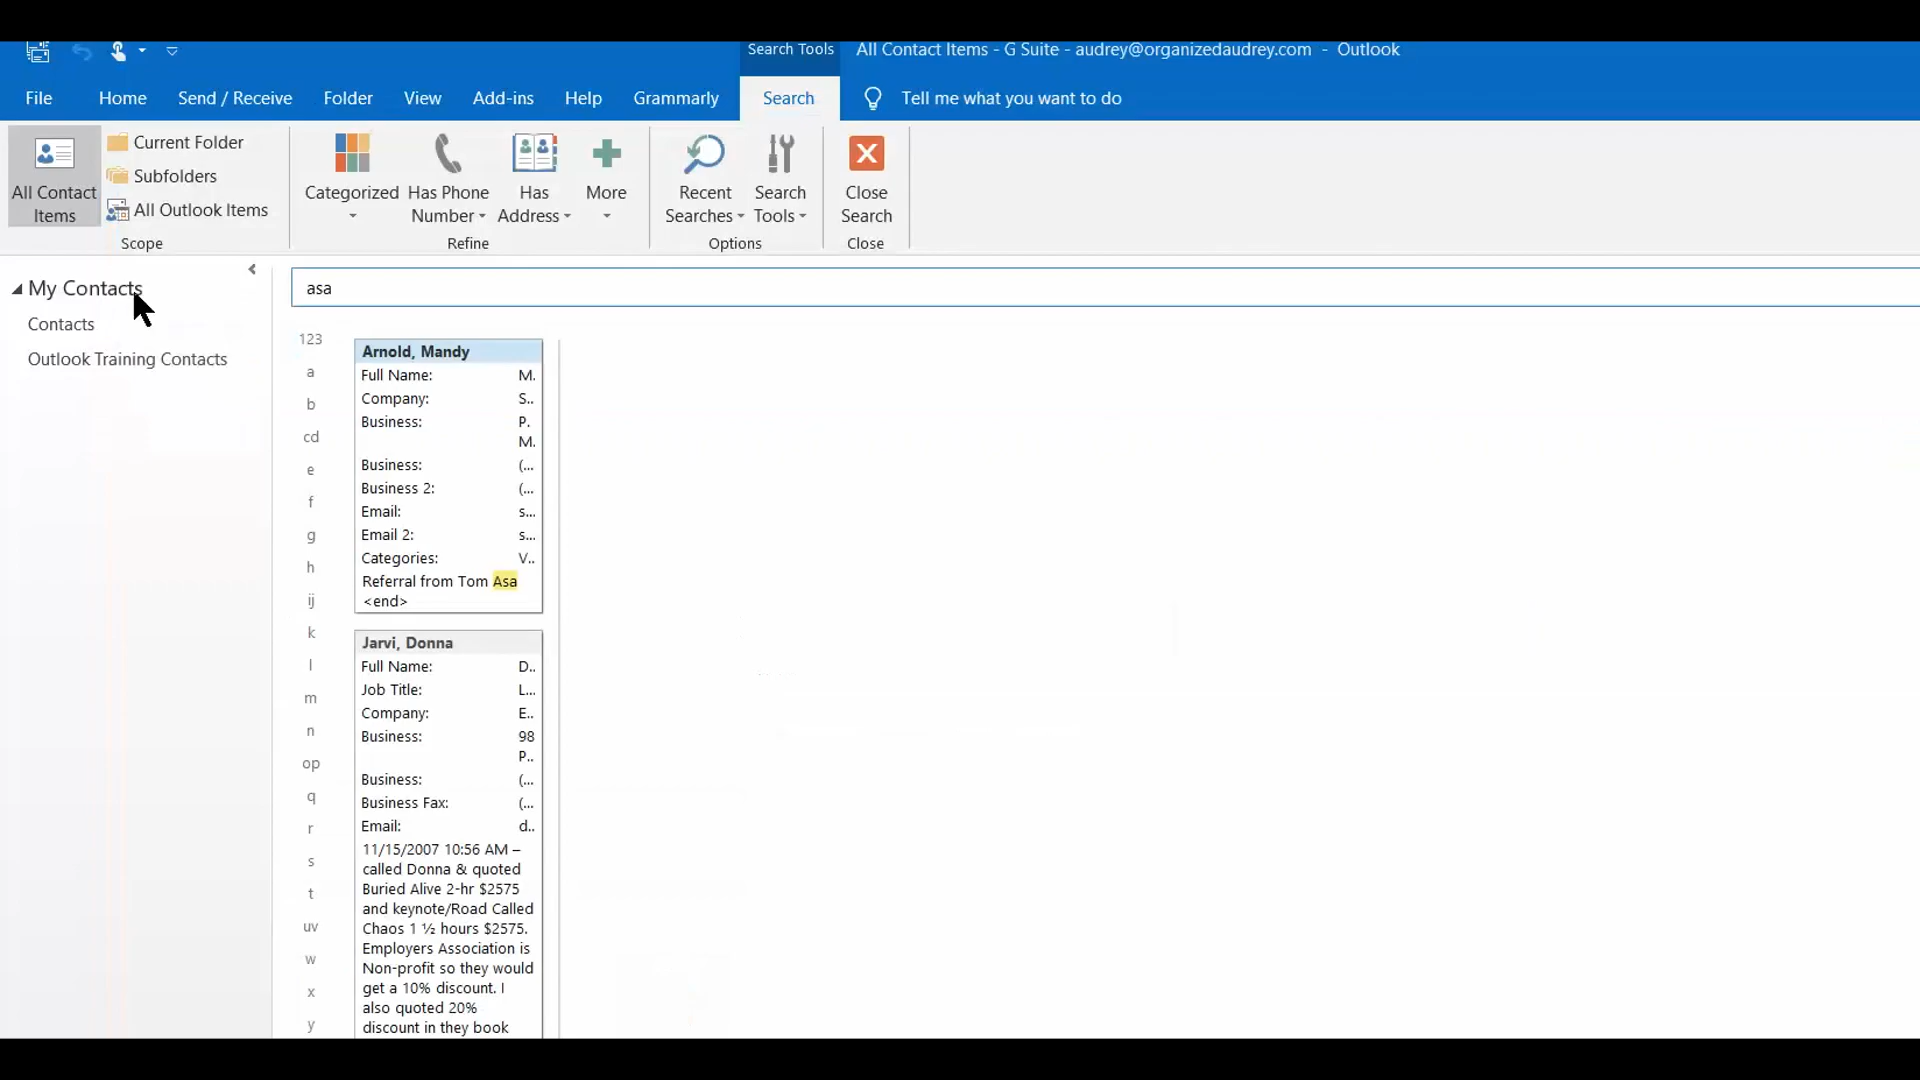 Search Tools
All Contact Items - G Suite - audrey@organizedaudrey.com - Outlook
File
Home
Send / Receive
Folder
View
Add-ins
Help
Grammarly
Search
Tell me what you want to do
All Contact
Items
Current Folder
Subfolders
All Outlook Items
Scope
Categorized
Has Phone
Number
Has
Address
More
Refine
Recent
Searches
Search
Tools
Options
Close
Search
Close
My Contacts
Contacts
Outlook Training Contacts
asa
123
a
b
cd
e
f
g
h
ij
k
l
m
n
op
q
r
s
t
uv
w
x
y
Arnold, Mandy
Full Name: M.
Company: S..
Business: P.
M.
Business: (...
Business 2: (...
Email: s...
Email 2: s...
Categories: V..
Referral from Tom Asa
<end>
Jarvi, Donna
Full Name: D..
Job Title: L...
Company: E..
Business: 98
P..
Business: (...
Business Fax: (...
Email: d..
11/15/2007 10:56 AM –
called Donna & quoted
Buried Alive 2-hr $2575
and keynote/Road Called
Chaos 1 ½ hours $2575.
Employers Association is
Non-profit so they would
get a 10% discount. I
also quoted 20%
discount in they book